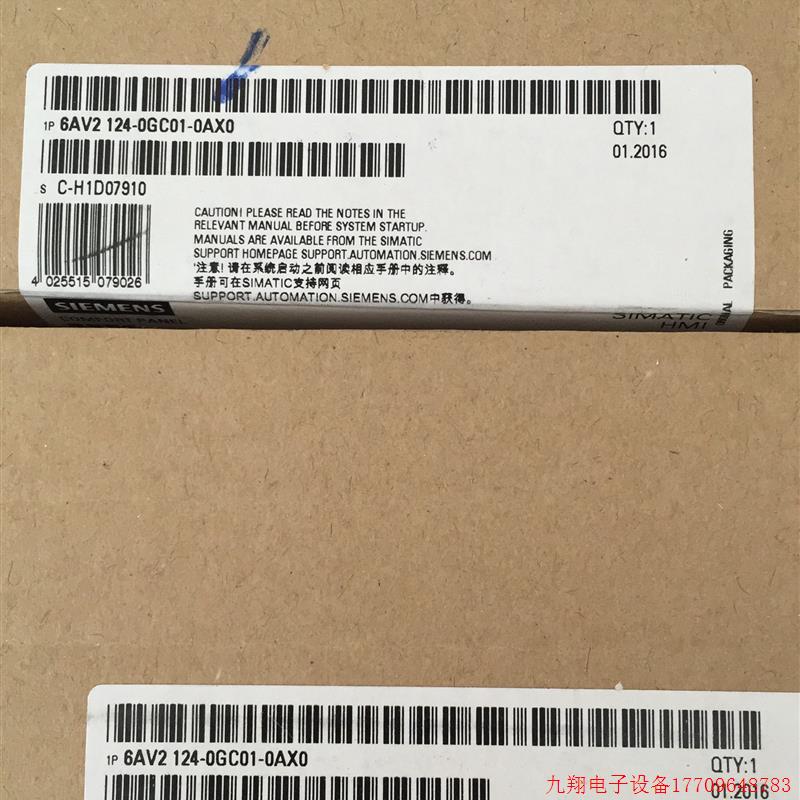 1P 6AV2 124-0GC01-0AX0
QTY:1
01.2016
S C-H1D07910
4 025515 079026
CAUTION! PLEASE READ THE NOTES IN THE
RELEVANT MANUAL BEFORE SYSTEM STARTUP.
MANUALS ARE AVAILABLE FROM THE SIMATIC
SUPPORT HOMEPAGE SUPPORT.AUTOMATION.SIEMENS.COM
注意! 请在系统启动之前阅读相应手册中的注释。
手册可在SIMATIC支持网页
SUPPORT.AUTOMATION.SIEMENS.COM中获得。
PACKAGING
SIEMENS
COMFORT PANEL
SIMATIC
HMI
1P 6AV2 124-0GC01-0AX0
QTY:1
01.2016
九翔电子设备17709648783